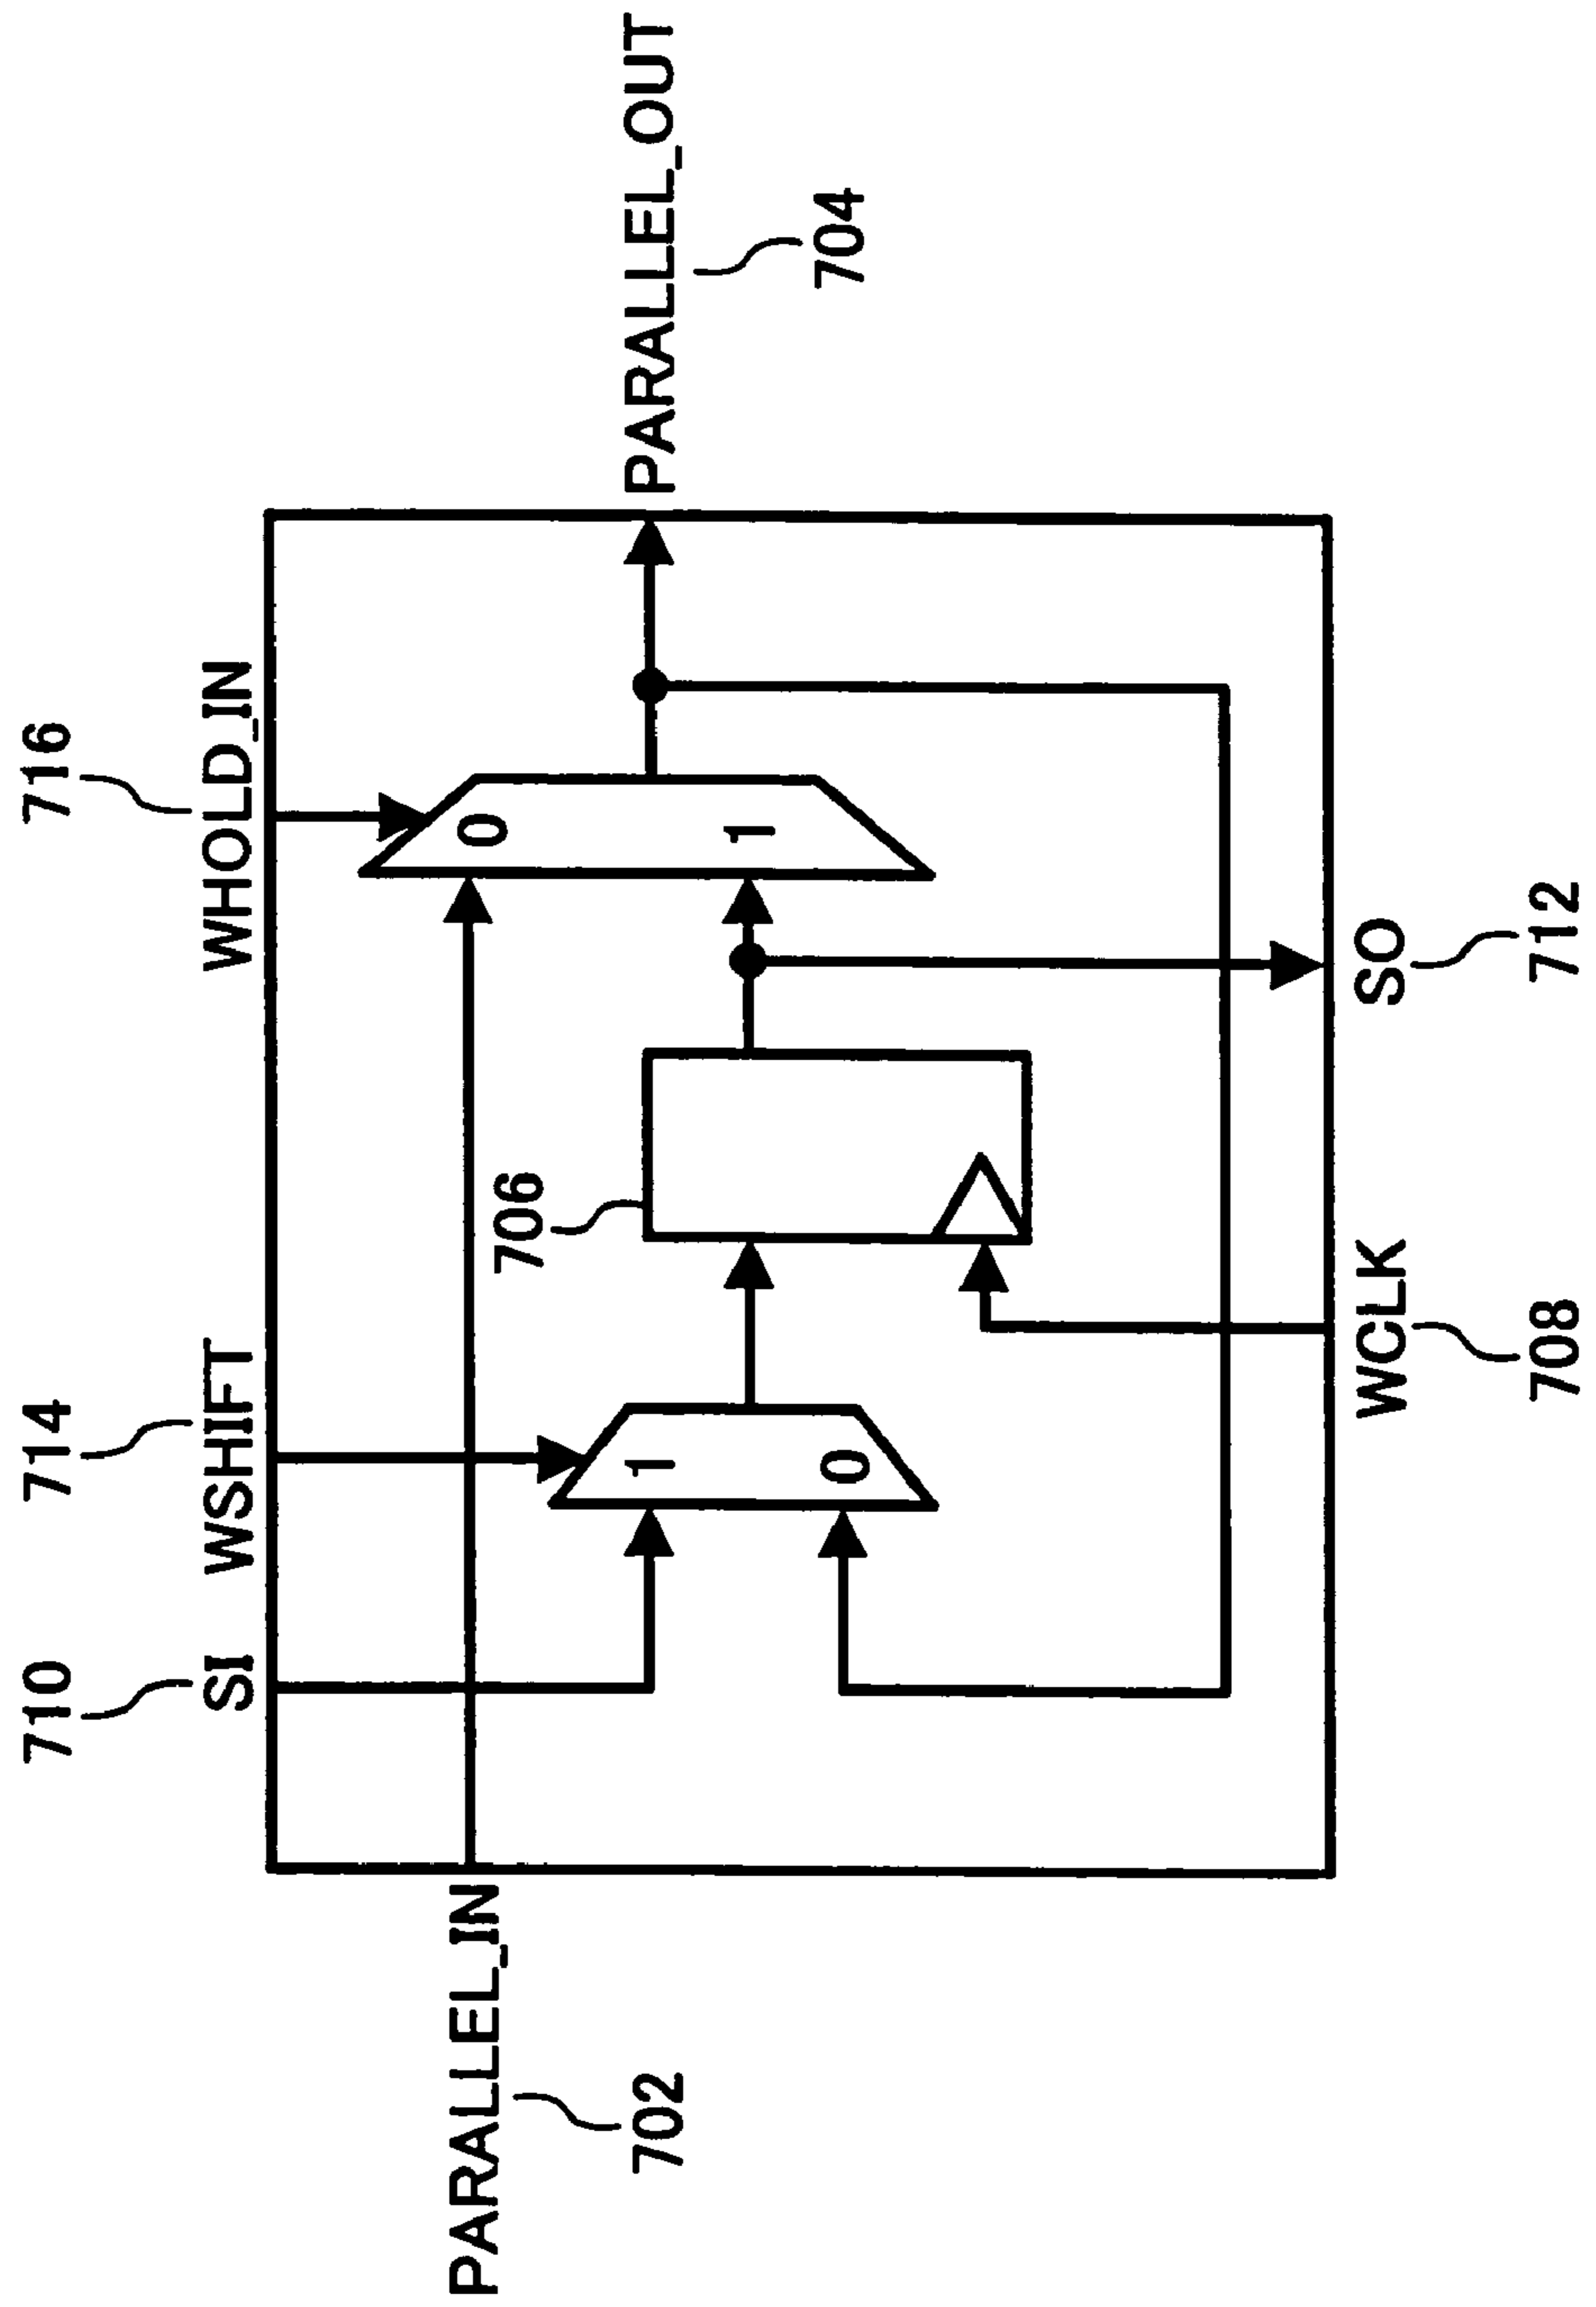 710
714
716
SI
WSHIFT
WHOLD_IN
0
PARALLEL_IN
702
706
1
PARALLEL_OUT
1
704
0
WCLK
SO
708
712